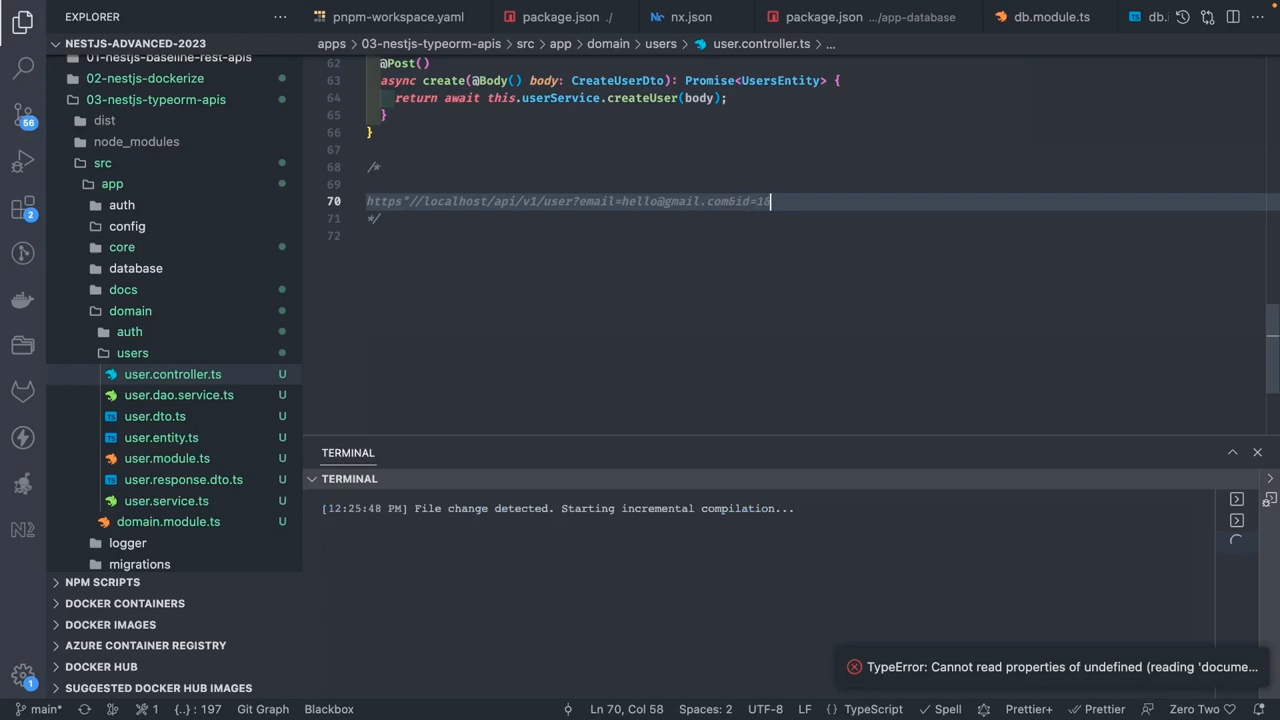 EXPLORER
pnpm-workspace.yaml
package.json ./
nx.json
package.json .../app-database
db.module.ts
db.i
NESTJS-ADVANCED-2023
apps > 03-nestjs-typeorm-apis > src > app > domain > users > user.controller.ts > ...
01-nestjs-baseline-rest-apis
02-nestjs-dockerize
03-nestjs-typeorm-apis
dist
node_modules
src
app
auth
config
core
database
docs
domain
auth
users
user.controller.ts U
user.dao.service.ts U
user.dto.ts U
user.entity.ts U
user.module.ts U
user.response.dto.ts U
user.service.ts U
domain.module.ts U
logger
migrations
NPM SCRIPTS
DOCKER CONTAINERS
DOCKER IMAGES
AZURE CONTAINER REGISTRY
DOCKER HUB
SUGGESTED DOCKER HUB IMAGES
56
2
N2
1
62 @Post()
63 async create(@Body() body: CreateUserDto): Promise<UsersEntity> {
64 return await this.userService.createUser(body);
65 }
66 }
67
68 /*
69
70 https"//localhost/api/v1/user?email=hello@gmail.com&id=1&
71 */
72
TERMINAL
TERMINAL
[12:25:48 PM] File change detected. Starting incremental compilation...
TypeError: Cannot read properties of undefined (reading 'docume...
main*
1
{..} : 197
Git Graph
Blackbox
Ln 70, Col 58
Spaces: 2
UTF-8
LF
{} TypeScript
Spell
Prettier+
Prettier
Zero Two